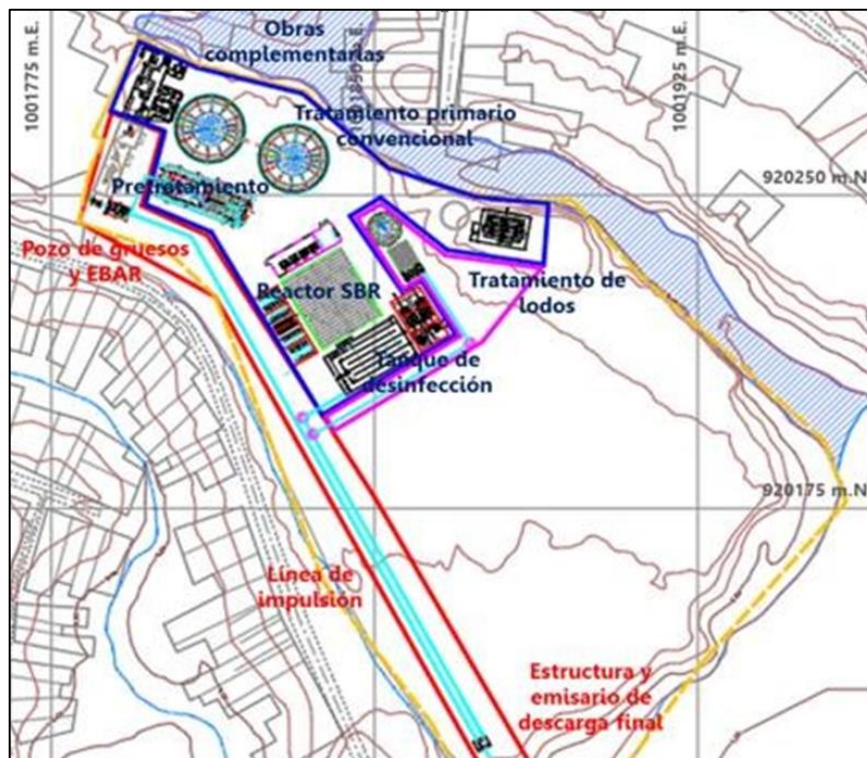 Obras
complementarias
1001775 m.E.
1001925 m.E.
Tratamiento primario
convencional
Pretratamiento
920250 m.N
Pozo de gruesos
y EBAR
Reactor SBR
Tratamiento de
lodos
Tanque de
desinfección
920175 m.N
Línea de
impulsión
Estructura y
emisario de
descarga final